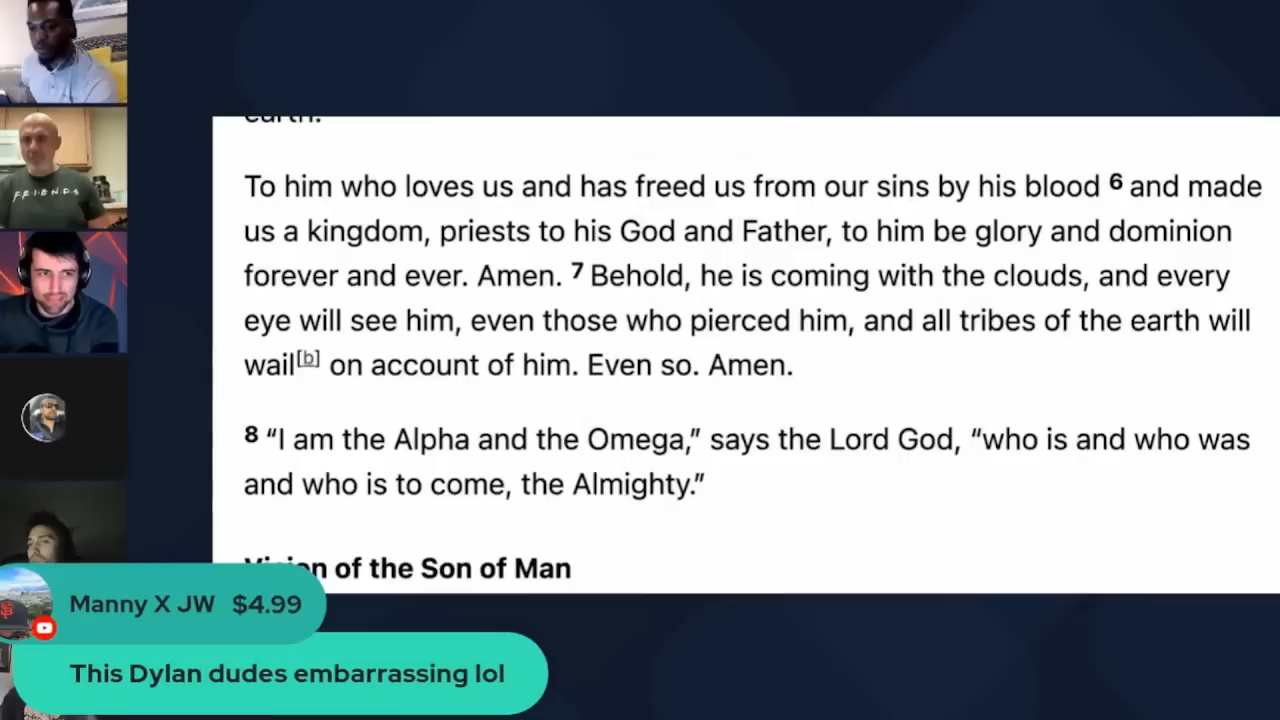 FRIENDS
earth.
To him who loves us and has freed us from our sins by his blood 6 and made
us a kingdom, priests to his God and Father, to him be glory and dominion
forever and ever. Amen. 7 Behold, he is coming with the clouds, and every
eye will see him, even those who pierced him, and all tribes of the earth will
wail[b] on account of him. Even so. Amen.
8 “I am the Alpha and the Omega,” says the Lord God, “who is and who was
and who is to come, the Almighty.”
Vision of the Son of Man
Manny X JW $4.99
This Dylan dudes embarrassing lol